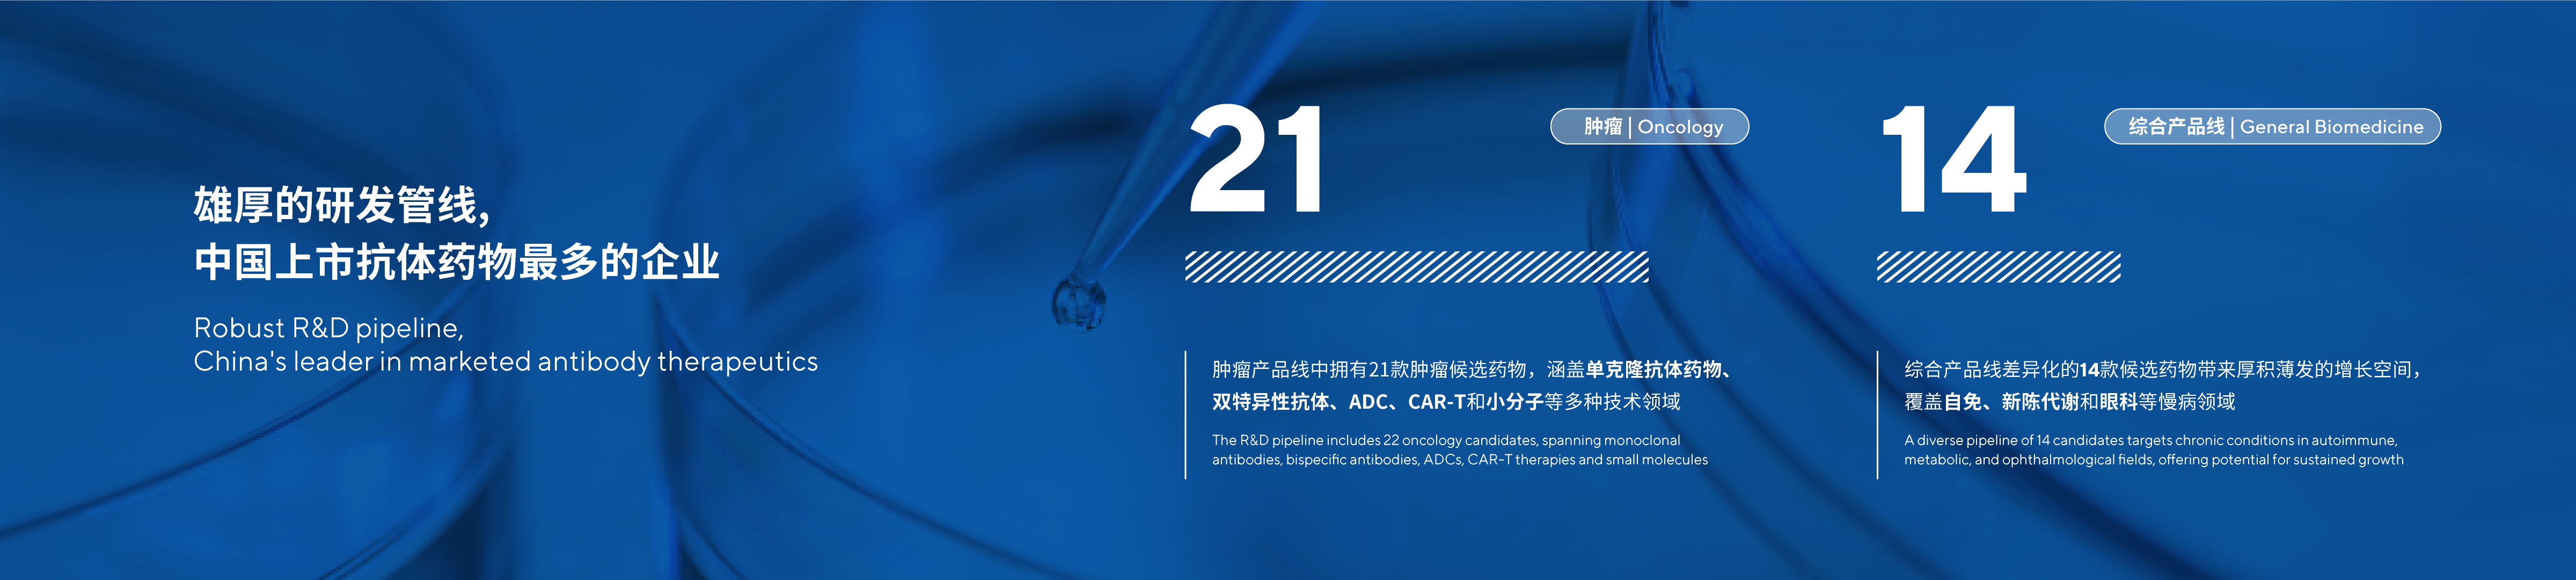 雄厚的研发管线,
中国上市抗体药物最多的企业
Robust R&D pipeline,
China's leader in marketed antibody therapeutics
21
肿瘤 | Oncology
肿瘤产品线中拥有21款肿瘤候选药物，涵盖单克隆抗体药物、
双特异性抗体、ADC、CAR-T和小分子等多种技术领域
The R&D pipeline includes 22 oncology candidates, spanning monoclonal
antibodies, bispecific antibodies, ADCs, CAR-T therapies and small molecules
14
综合产品线 | General Biomedicine
综合产品线差异化的14款候选药物带来厚积薄发的增长空间，
覆盖自免、新陈代谢和眼科等慢病领域
A diverse pipeline of 14 candidates targets chronic conditions in autoimmune,
metabolic, and ophthalmological fields, offering potential for sustained growth